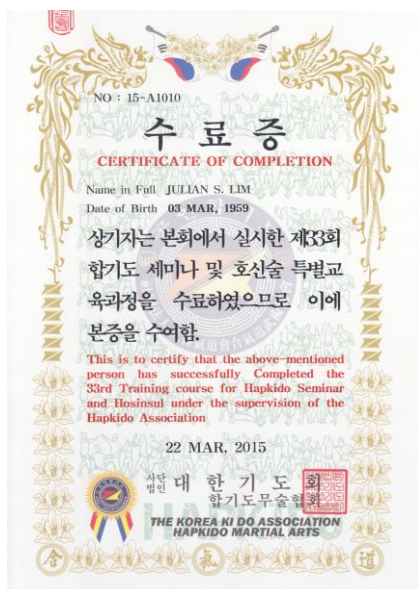 NO : 15-A1010
수 료 증
CERTIFICATE OF COMPLETION
Name in Full JULIAN S. LIM
Date of Birth 03 MAR, 1959
상기자는 본회에서 실시한 제33회
합기도 세미나 및 호신술 특별교
육과정을 수료하였으므로 이에
본증을 수여함.
This is to certify that the above-mentioned
person has successfully Completed the
33rd Training course for Hapkido Seminar
and Hosinsul under the supervision of the
Hapkido Association
22 MAR, 2015
사단
법인 대 한 기 도 회
합기도무술협회
THE KOREA KI DO ASSOCIATION
HAPKIDO MARTIAL ARTS
HAPKIDO
合 氣 道